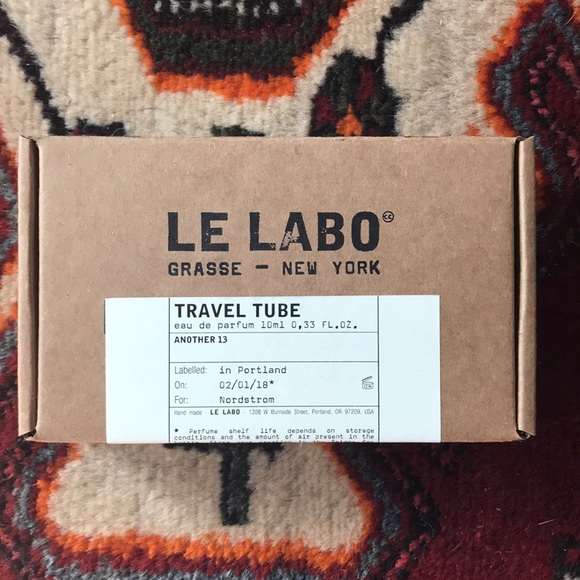 LE LABO
GRASSE – NEW YORK
TRAVEL TUBE
eau de parfum 10ml 0,33 FL.OZ.
ANOTHER 13
Labelled: in Portland
On: 02/01/18*
For: Nordstrom
Hand made - LE LABO - 1208 W Burnside Street, Portland, OR 97209, USA
* Perfume shelf life depends on storage
conditions and the amount of air present in the